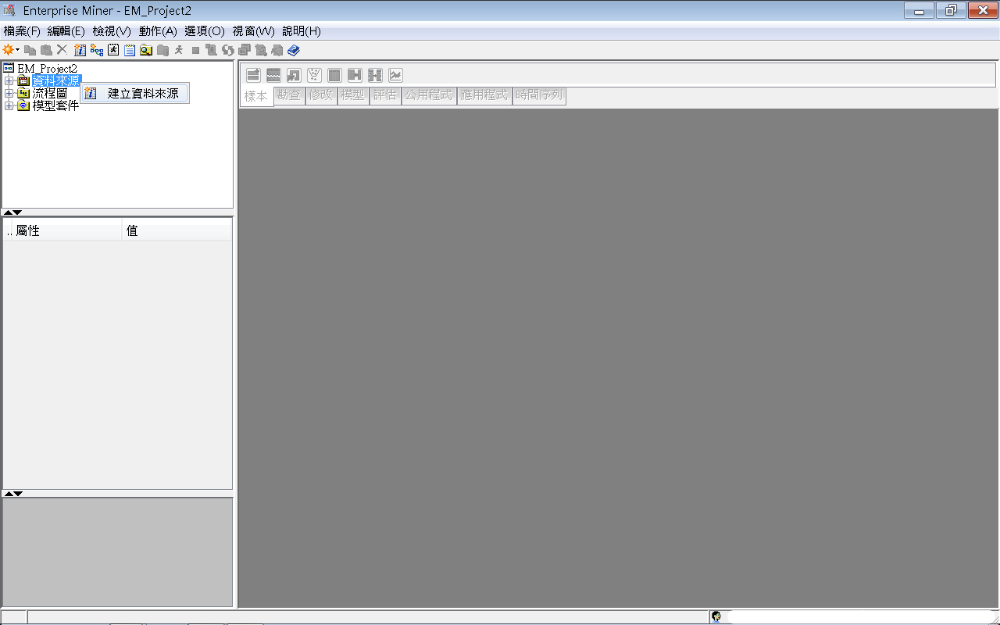 Enterprise Miner - EM_Project2
檔案(F) 編輯(E) 檢視(V) 動作(A) 選項(O) 視窗(W) 說明(H)
EM_Project2
資料來源
建立資料來源
流程圖
模型套件
樣本 勘查 修改 模型 評估 公用程式 應用程式 時間序列
.. 屬性 值